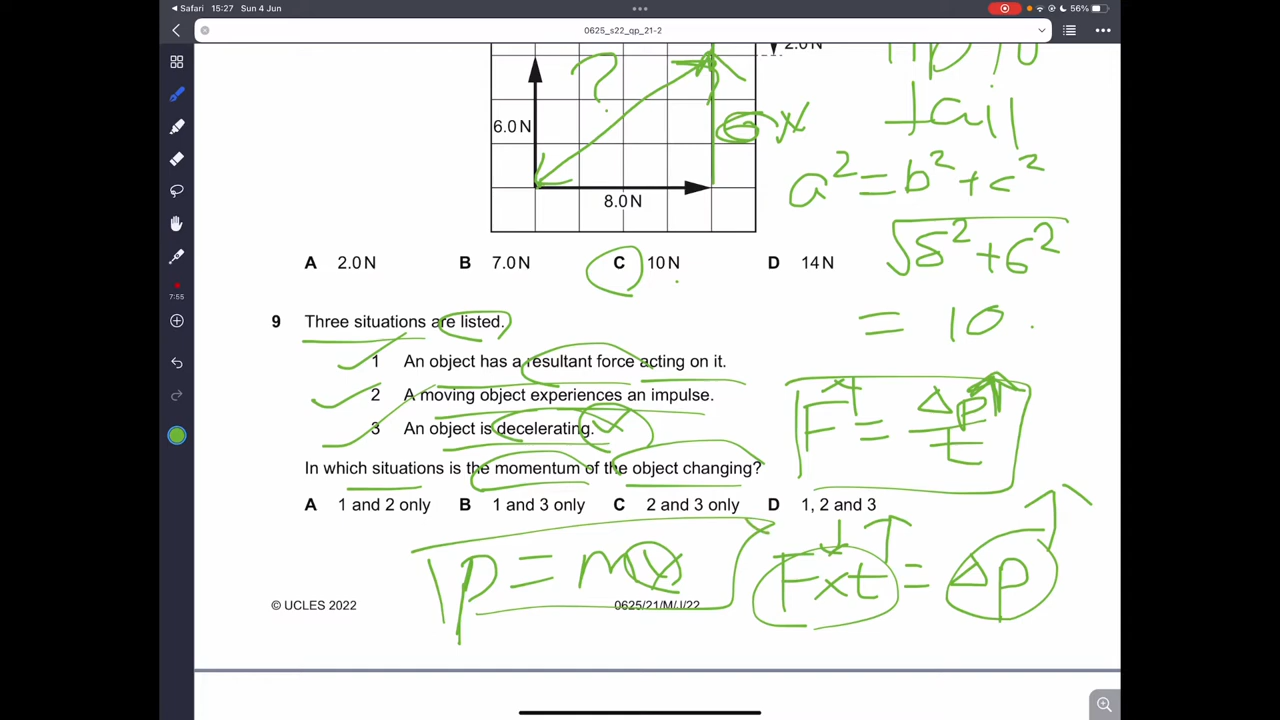 Safari 15:27 Sun 4 Jun 56%
0625_s22_qp_21-2
2.0 N
tail
?
6.0 N
a² = b² + c²
8.0 N
√8² + 6²
A 2.0 N B 7.0 N C 10 N D 14 N
7:55
= 10
9 Three situations are listed.
1 An object has a resultant force acting on it.
2 A moving object experiences an impulse.
3 An object is decelerating.
F = Δp / t
In which situations is the momentum of the object changing?
A 1 and 2 only B 1 and 3 only C 2 and 3 only D 1, 2 and 3
p = mv
F x t = Δp
© UCLES 2022 0625/21/M/J/22